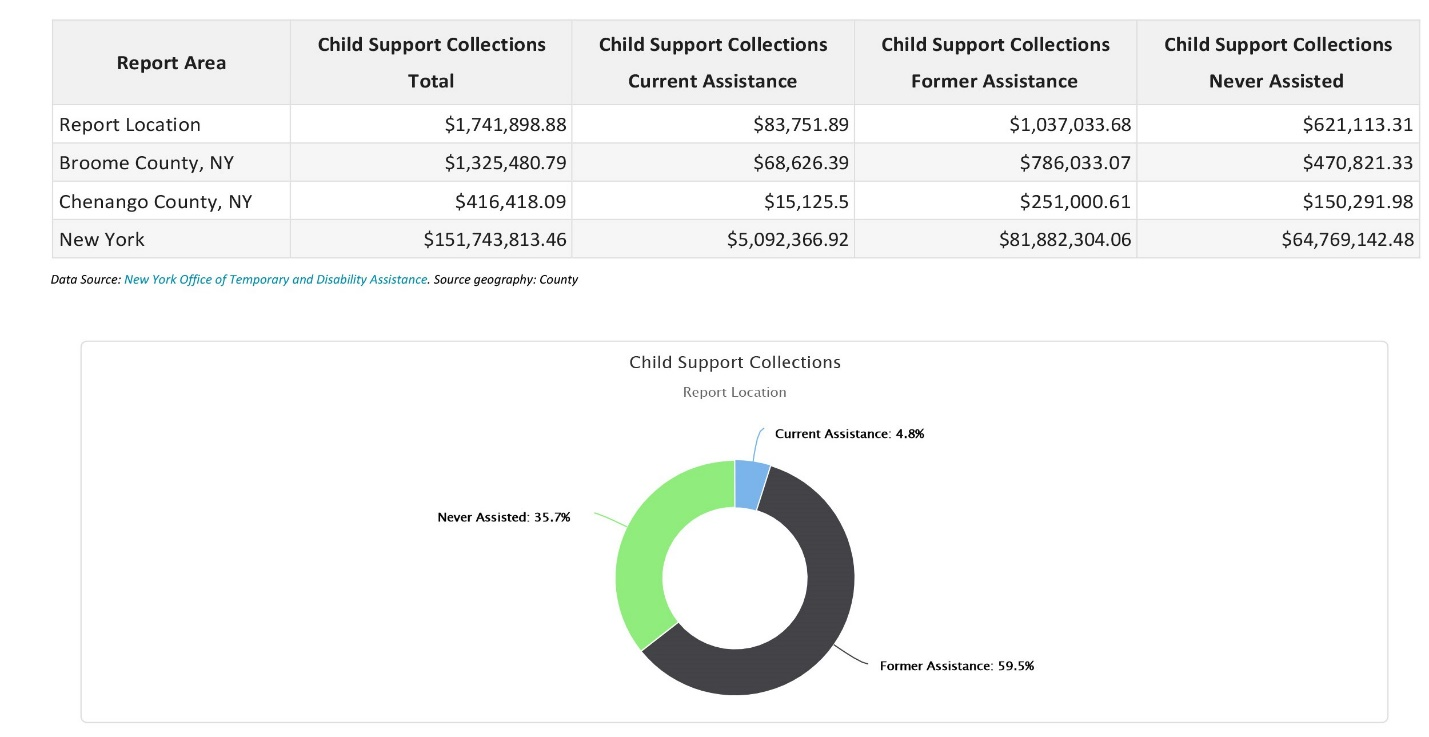 Report Area
Child Support Collections Total
Child Support Collections Current Assistance
Child Support Collections Former Assistance
Child Support Collections Never Assisted
Report Location $1,741,898.88 $83,751.89 $1,037,033.68 $621,113.31
Broome County, NY $1,325,480.79 $68,626.39 $786,033.07 $470,821.33
Chenango County, NY $416,418.09 $15,125.5 $251,000.61 $150,291.98
New York $151,743,813.46 $5,092,366.92 $81,882,304.06 $64,769,142.48
Data Source: New York Office of Temporary and Disability Assistance. Source geography: County
Child Support Collections
Report Location
Current Assistance: 4.8%
Never Assisted: 35.7%
Former Assistance: 59.5%